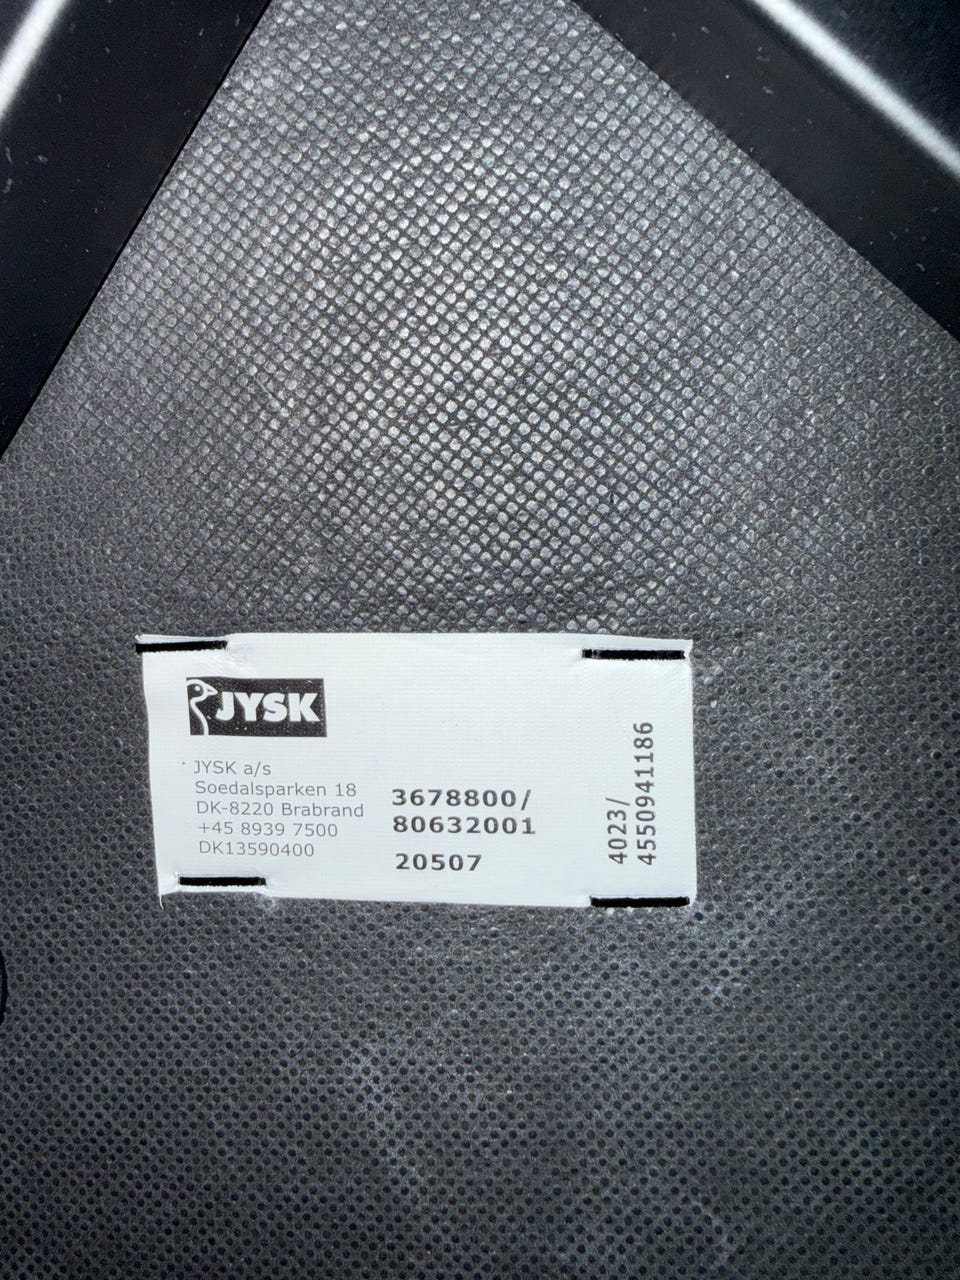 JYSK
JYSK a/s
Soedalsparken 18
DK-8220 Brabrand
+45 8939 7500
DK13590400
3678800/
80632001
20507
4023/
4550941186